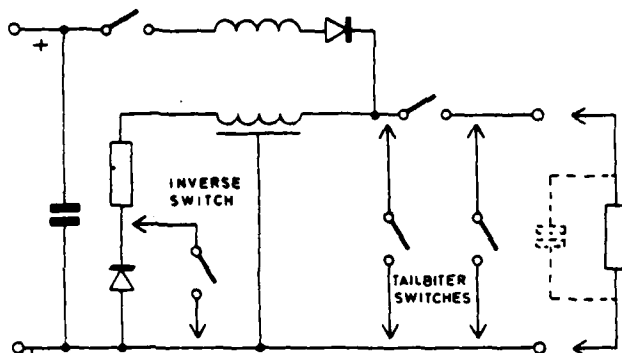 +
INVERSE
SWITCH
TAILBITER
SWITCHES